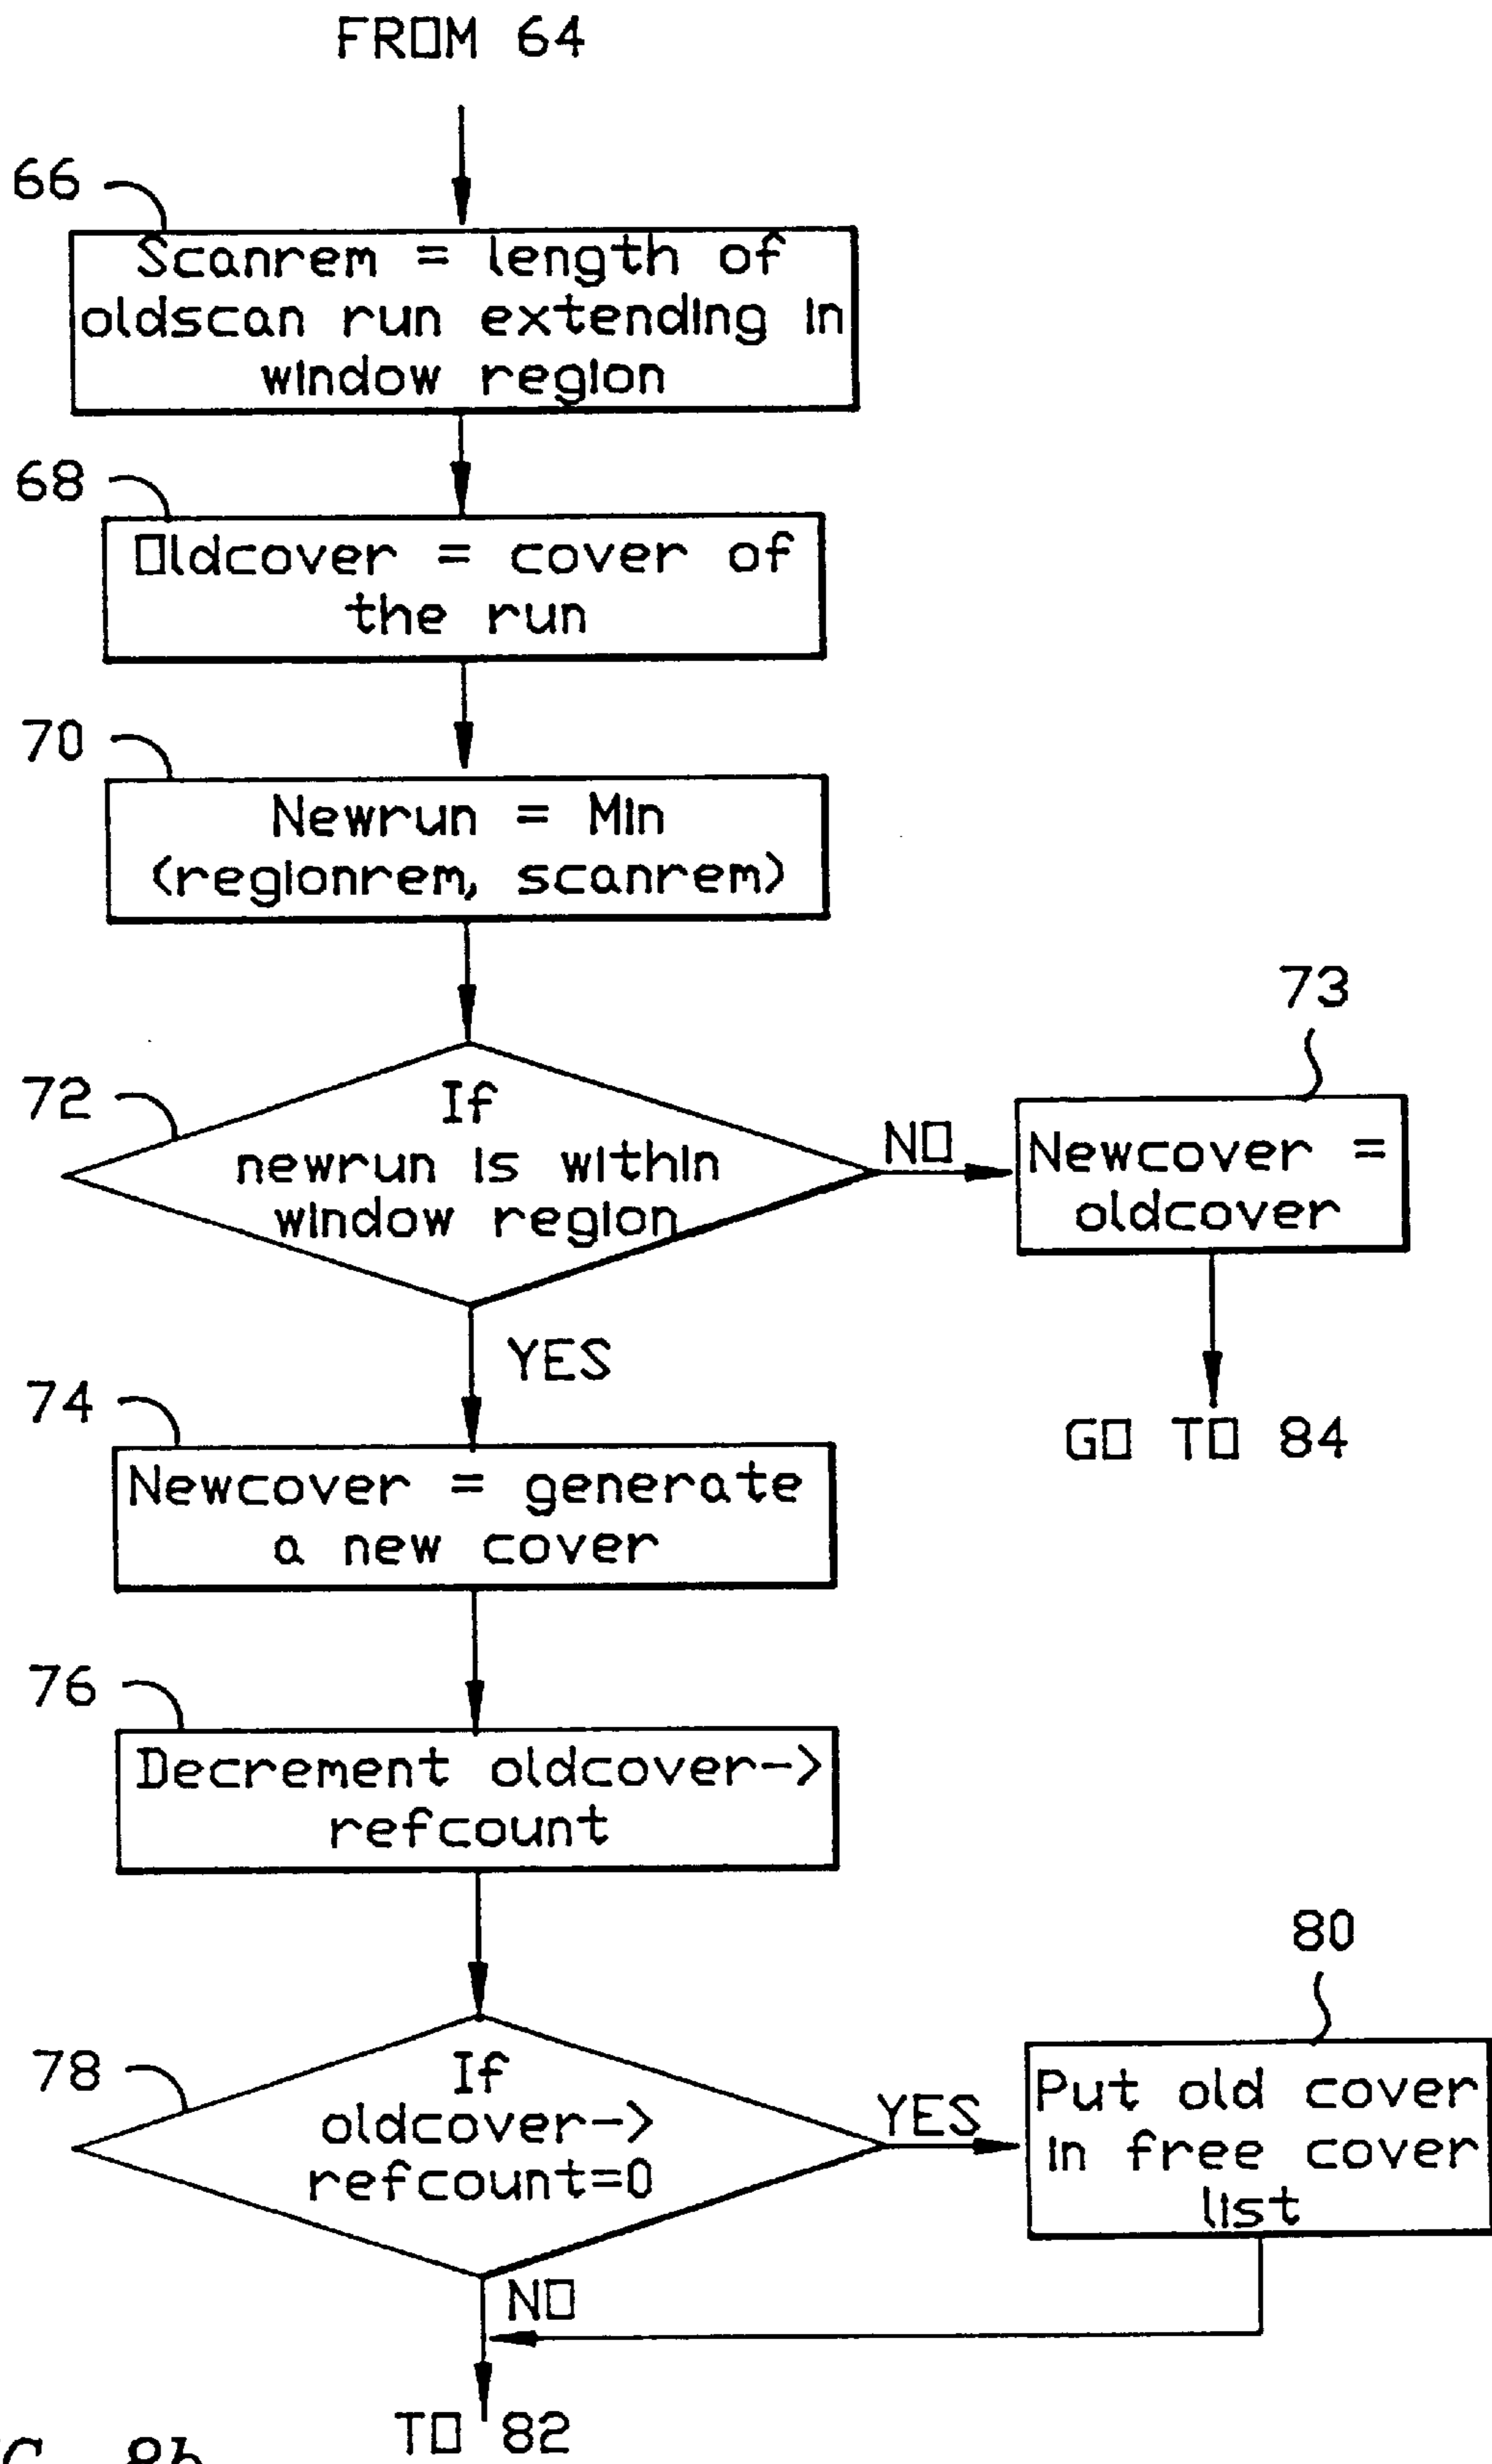 FROM 64
66
Scanrem = length of
oldscan run extending in
window region
68
Oldcover = cover of
the run
70
Newrun = Min
(regionrem, scanrem)
72
If
newrun is within
window region
NO
73
Newcover =
oldcover
GO TO 84
YES
74
Newcover = generate
a new cover
76
Decrement oldcover->
refcount
78
If
oldcover->
refcount=0
YES
80
Put old cover
in free cover
list
NO
TO 82
8b